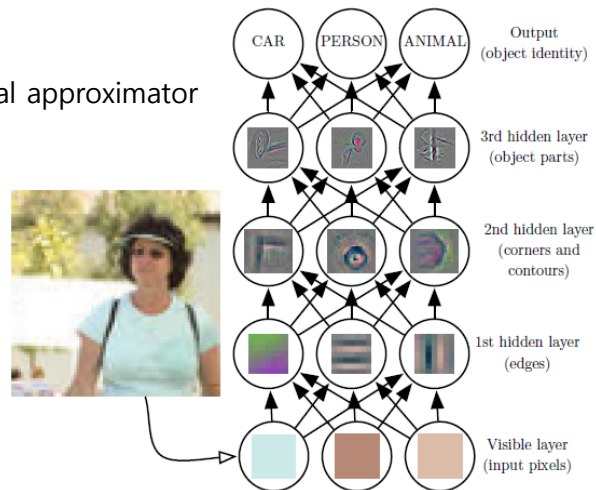 CAR PERSON ANIMAL
Output
(object identity)
al approximator
3rd hidden layer
(object parts)
2nd hidden layer
(corners and
contours)
1st hidden layer
(edges)
Visible layer
(input pixels)